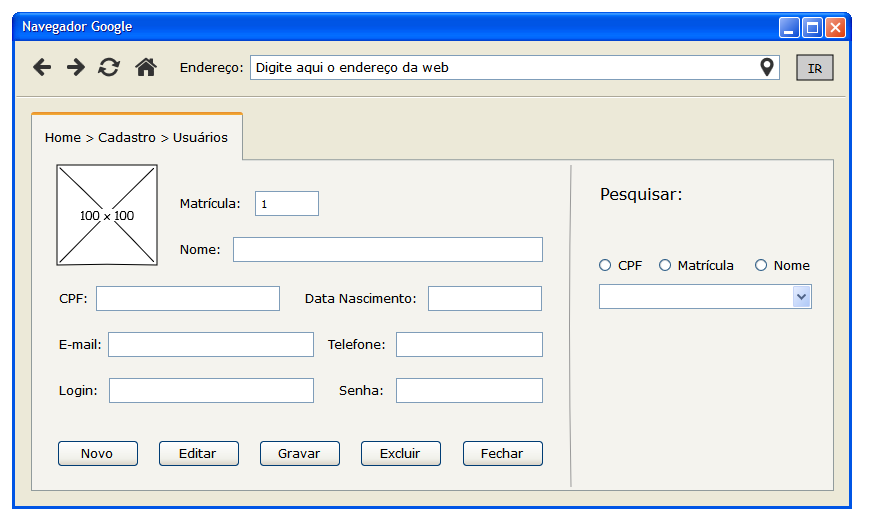 Navegador Google
Endereço: Digite aqui o endereço da web IR
Home > Cadastro > Usuários
100 x 100
Matrícula: 1
Nome:
CPF: Data Nascimento:
E-mail: Telefone:
Login: Senha:
Novo Editar Gravar Excluir Fechar
Pesquisar:
CPF Matrícula Nome